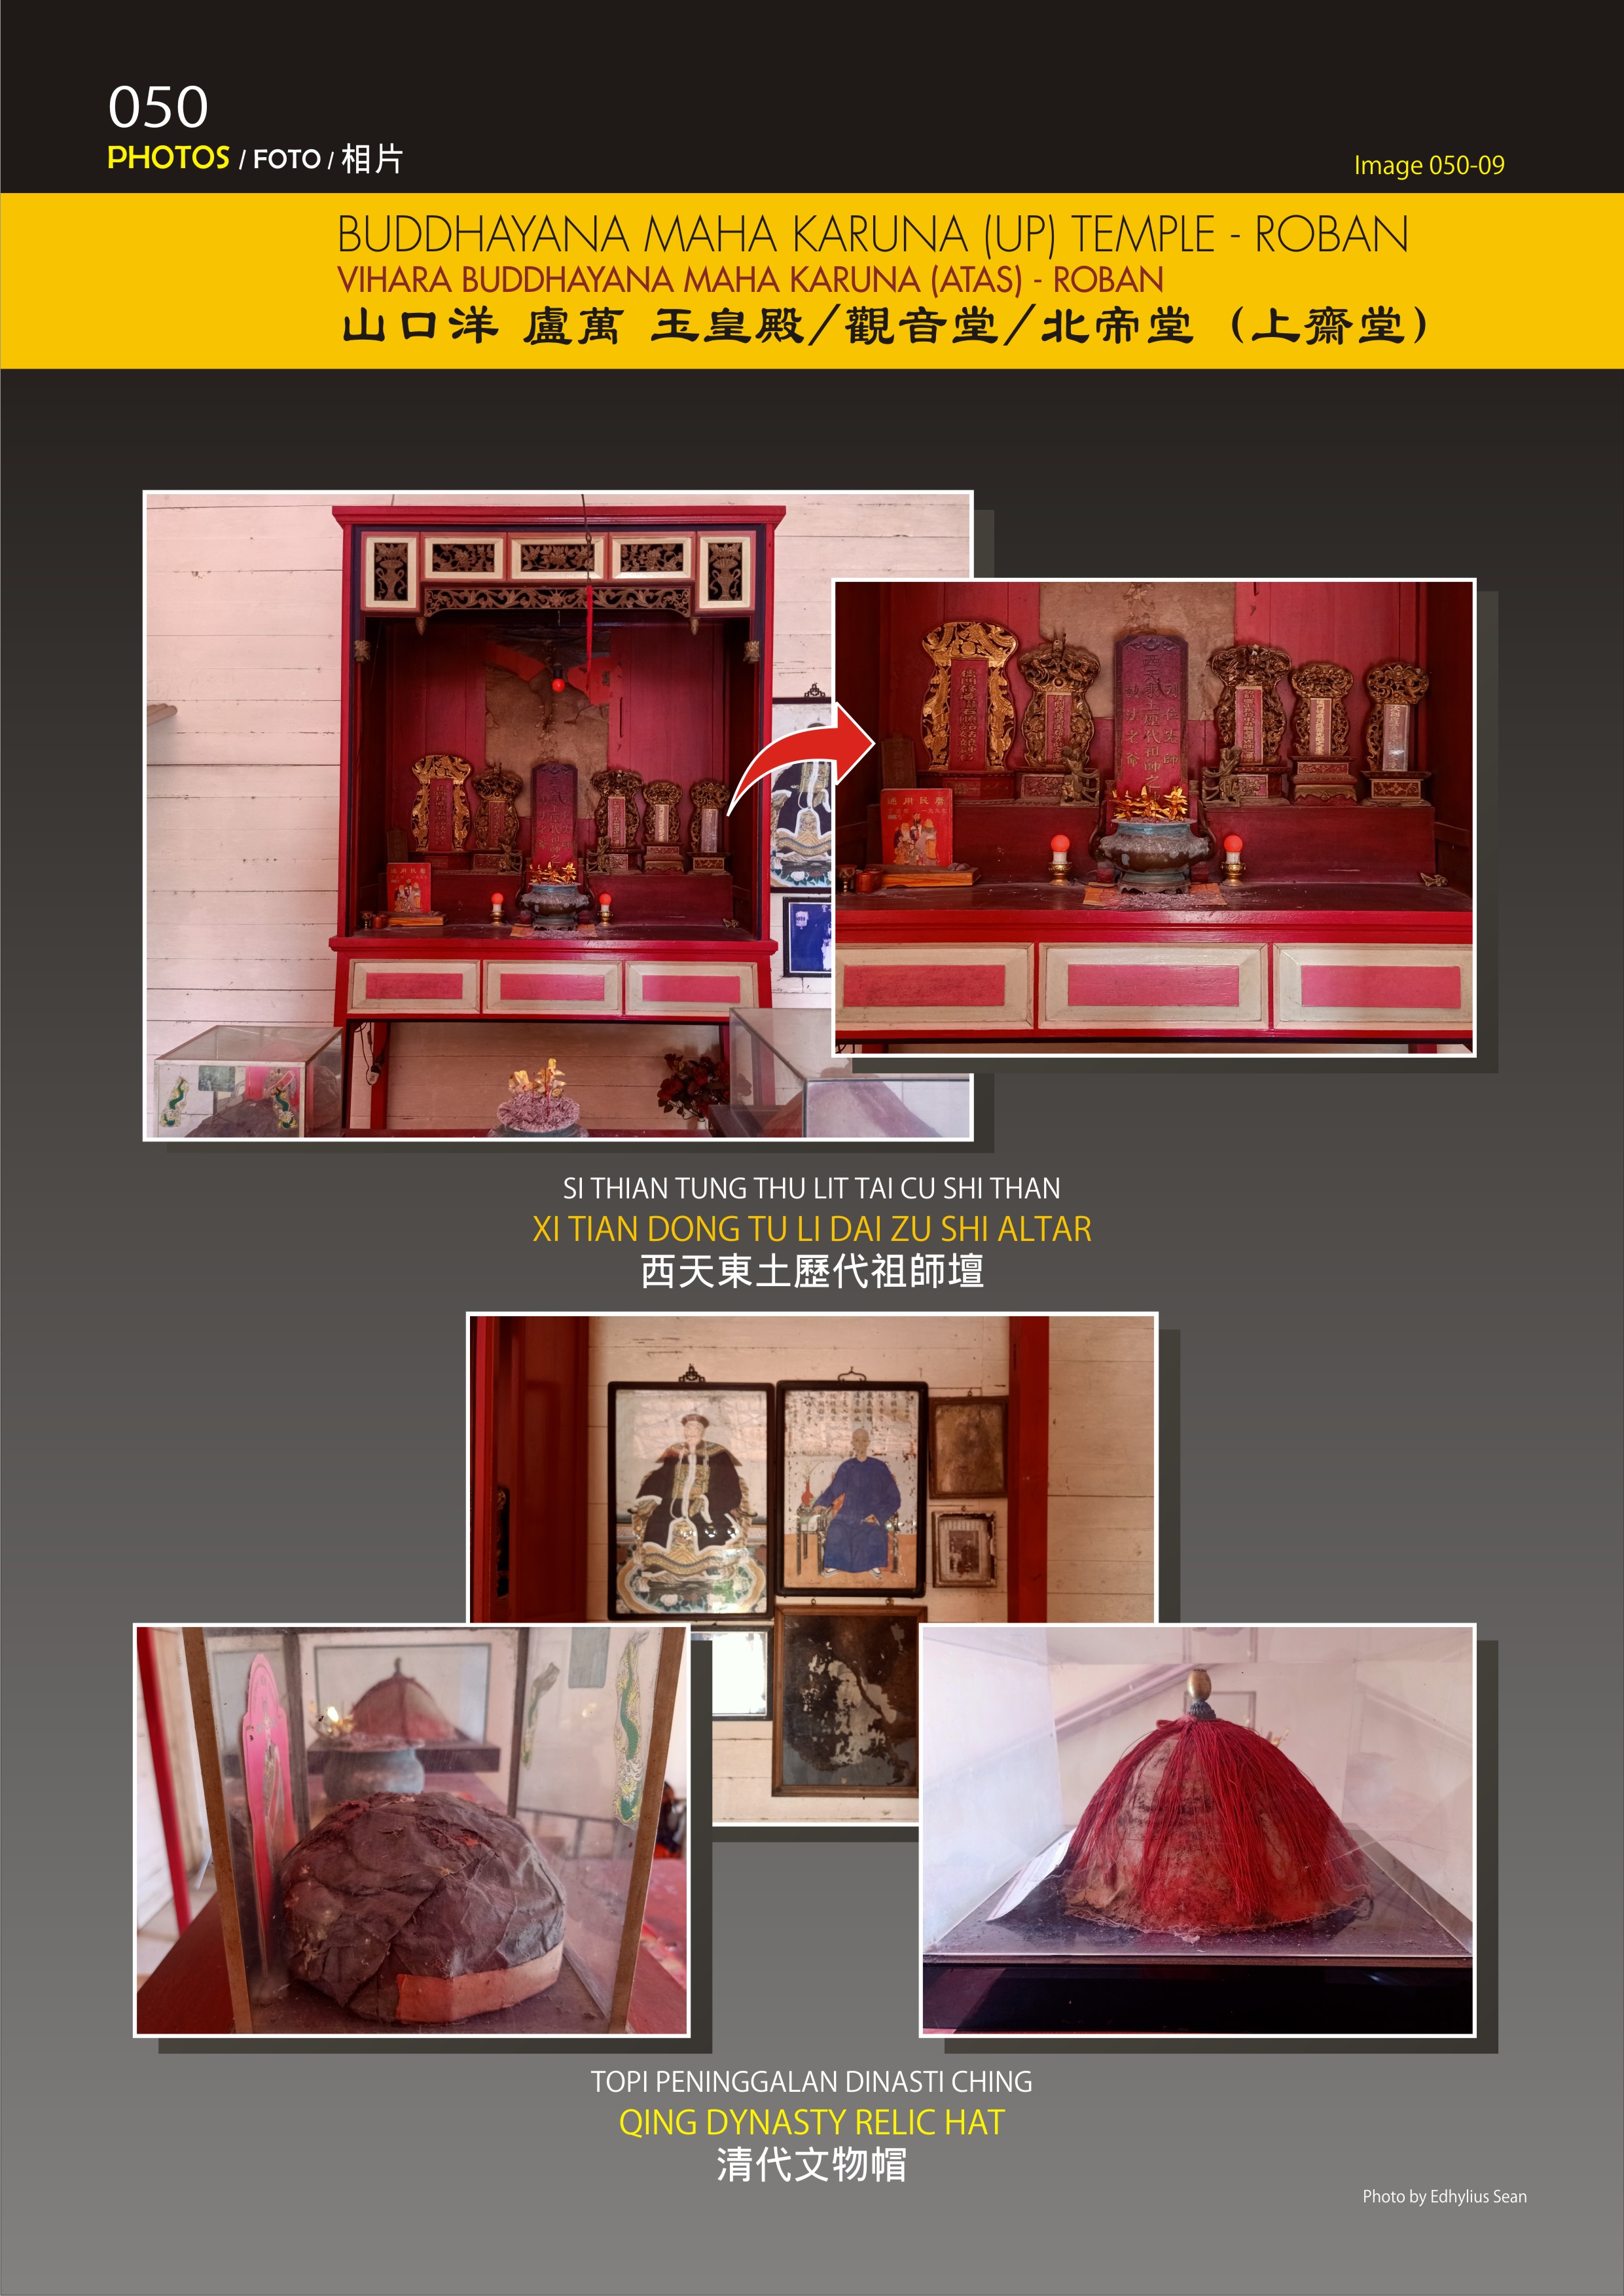 050
PHOTOS / FOTO / 相片
Image 050-09
BUDDHAYANA MAHA KARUNA (UP) TEMPLE - ROBAN
VIHARA BUDDHAYANA MAHA KARUNA (ATAS) - ROBAN
山口洋 盧萬 玉皇殿/觀音堂/北帝堂 (上齋堂)
通用民曆
SI THIAN TUNG THU LIT TAI CU SHI THAN
XI TIAN DONG TU LI DAI ZU SHI ALTAR
西天東土歷代祖師壇
TOPI PENINGGALAN DINASTI CHING
QING DYNASTY RELIC HAT
清代文物帽
Photo by Edhylius Sean